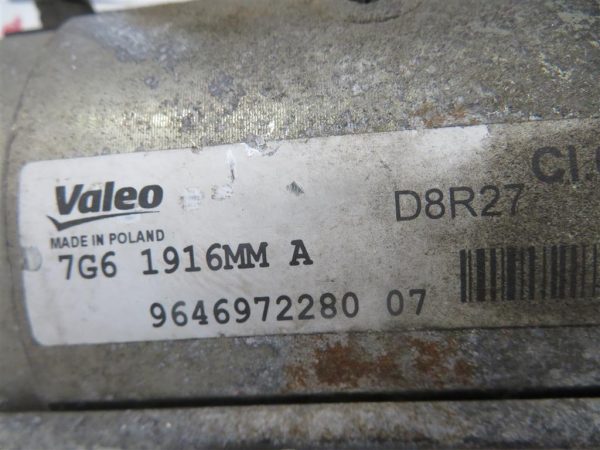 Valeo
D8R27
MADE IN POLAND
7G6 1916MM A
9646972280 07